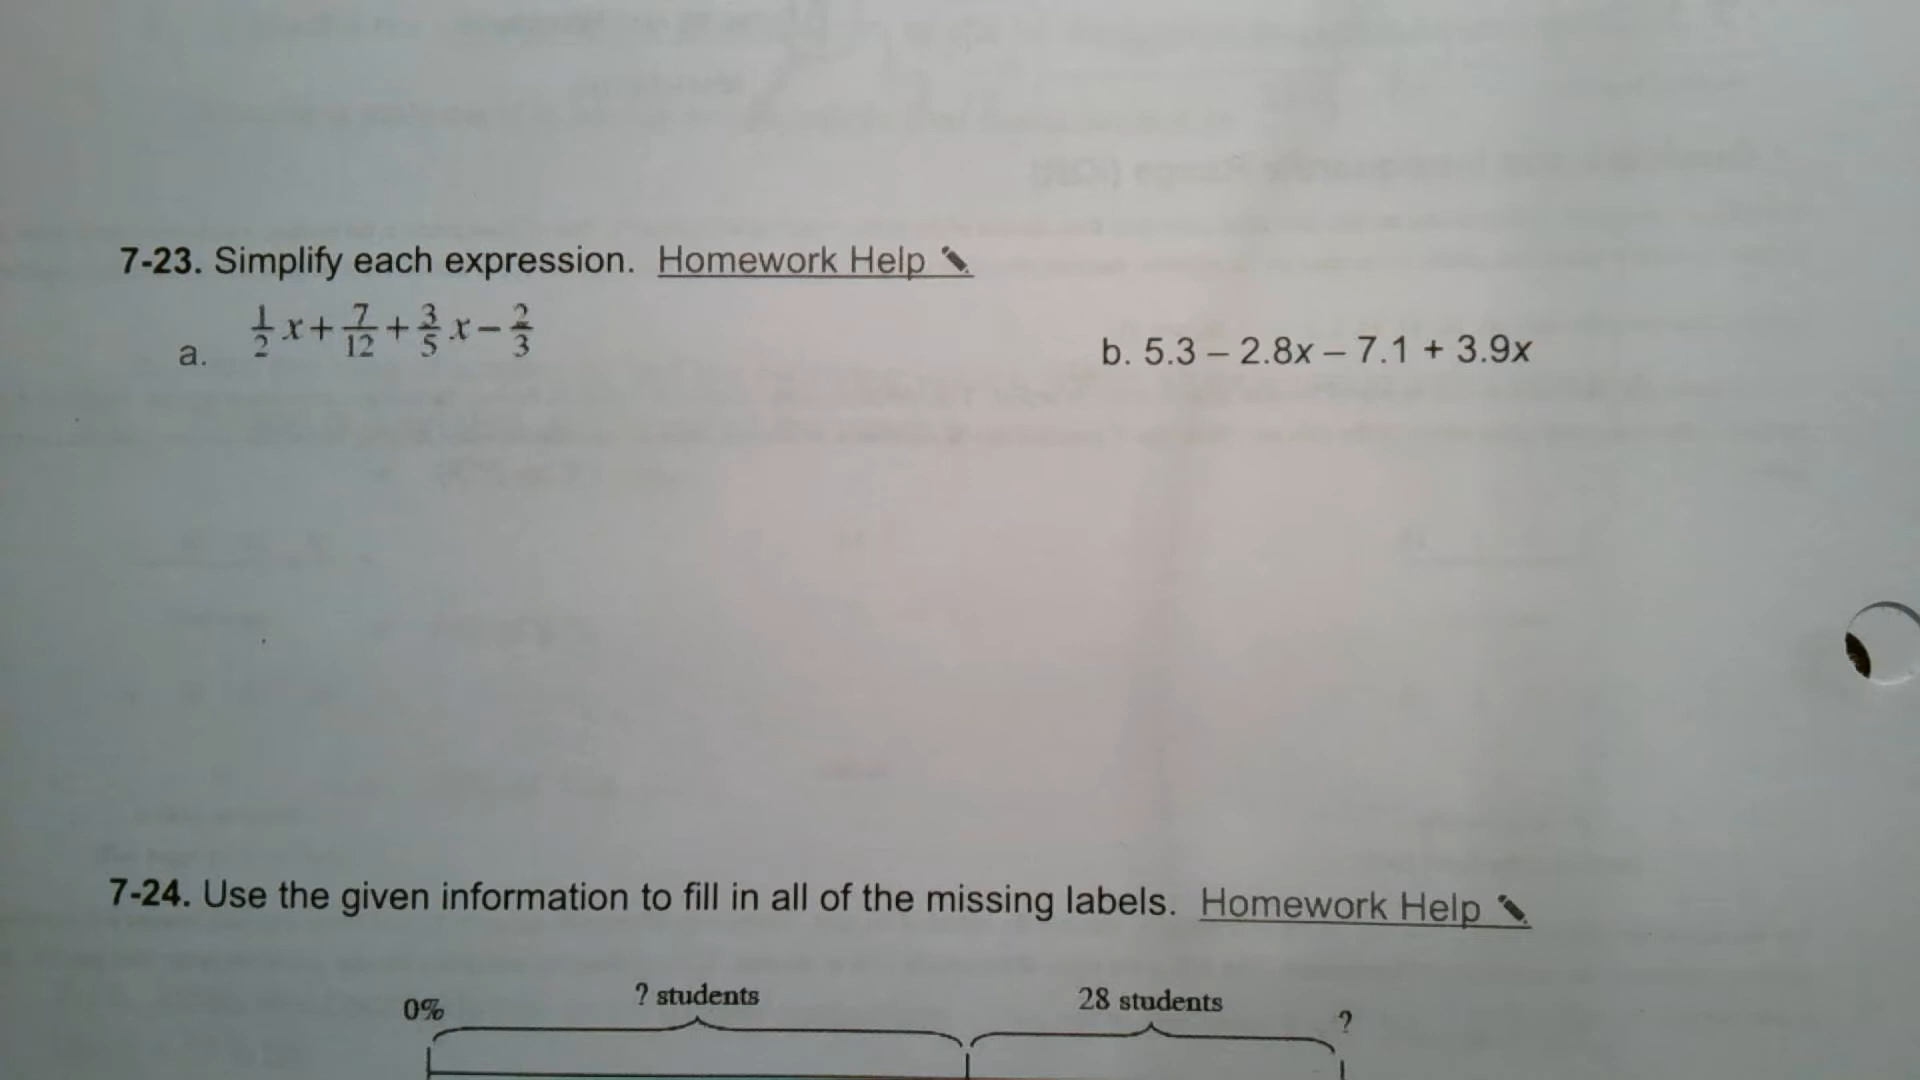 7-23. Simplify each expression. Homework Help ✎
a. 1/2 x + 7/12 + 3/5 x − 2/3
b. 5.3 – 2.8x – 7.1 + 3.9x
7-24. Use the given information to fill in all of the missing labels. Homework Help ✎
0% ? students 28 students ?